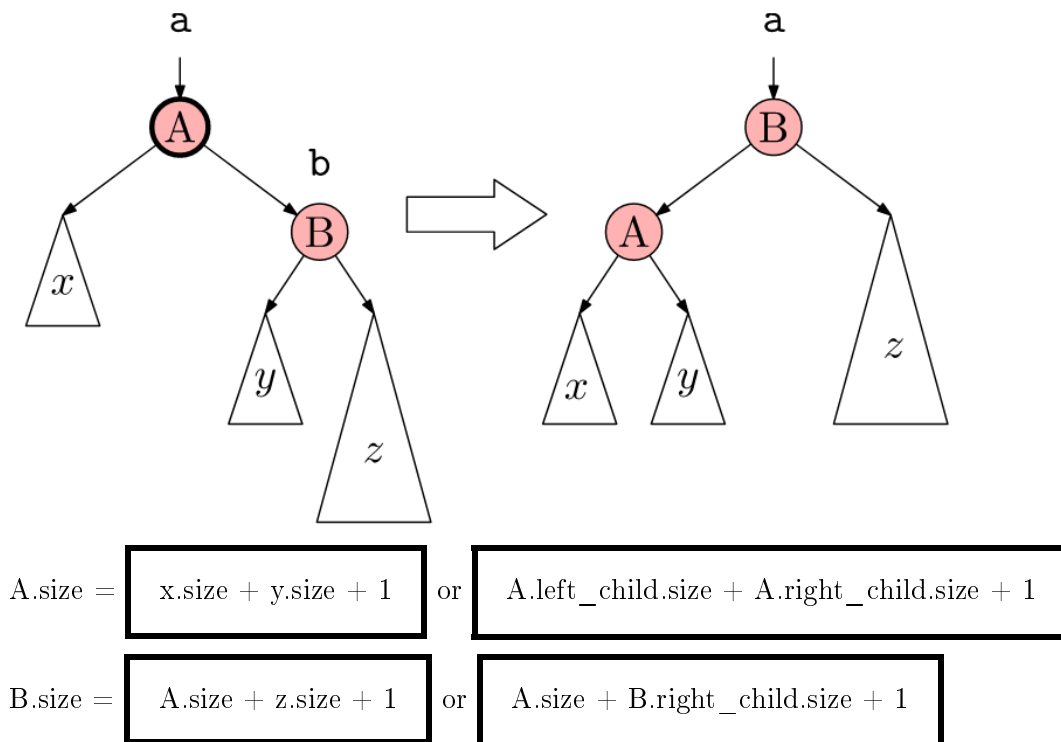 a
a
A
B
b
B
A
x
y
z
x
y
z
A.size = x.size + y.size + 1 or A.left_child.size + A.right_child.size + 1
B.size = A.size + z.size + 1 or A.size + B.right_child.size + 1